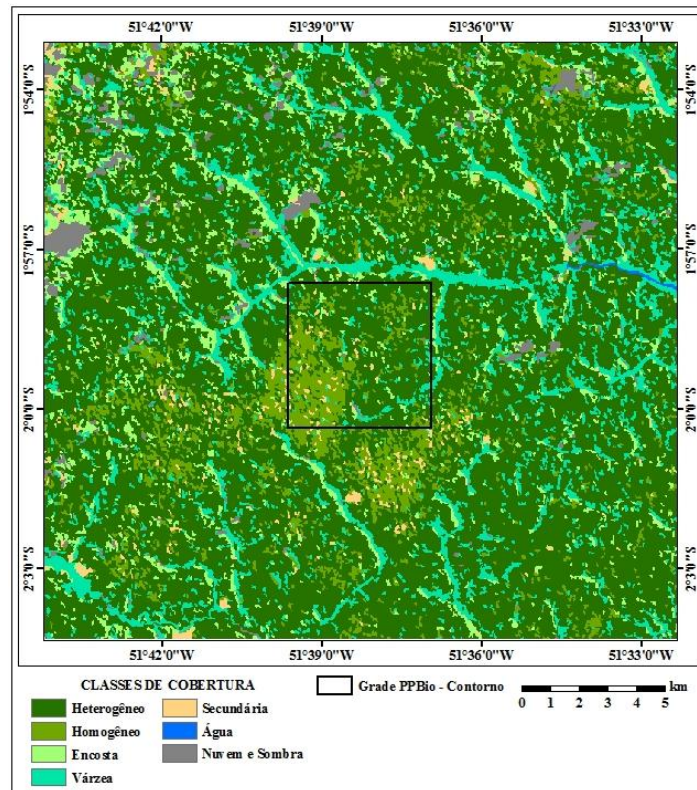 51°42'0"W 51°39'0"W 51°36'0"W 51°33'0"W
1°54'0"S 1°54'0"S
1°57'0"S 1°57'0"S
2°0'0"S 2°0'0"S
2°3'0"S 2°3'0"S
51°42'0"W 51°39'0"W 51°36'0"W 51°33'0"W
CLASSES DE COBERTURA
Heterogêneo
Homogêneo
Encosta
Várzea
Secundária
Água
Nuvem e Sombra
Grade PPBio - Contorno
km
0 1 2 3 4 5